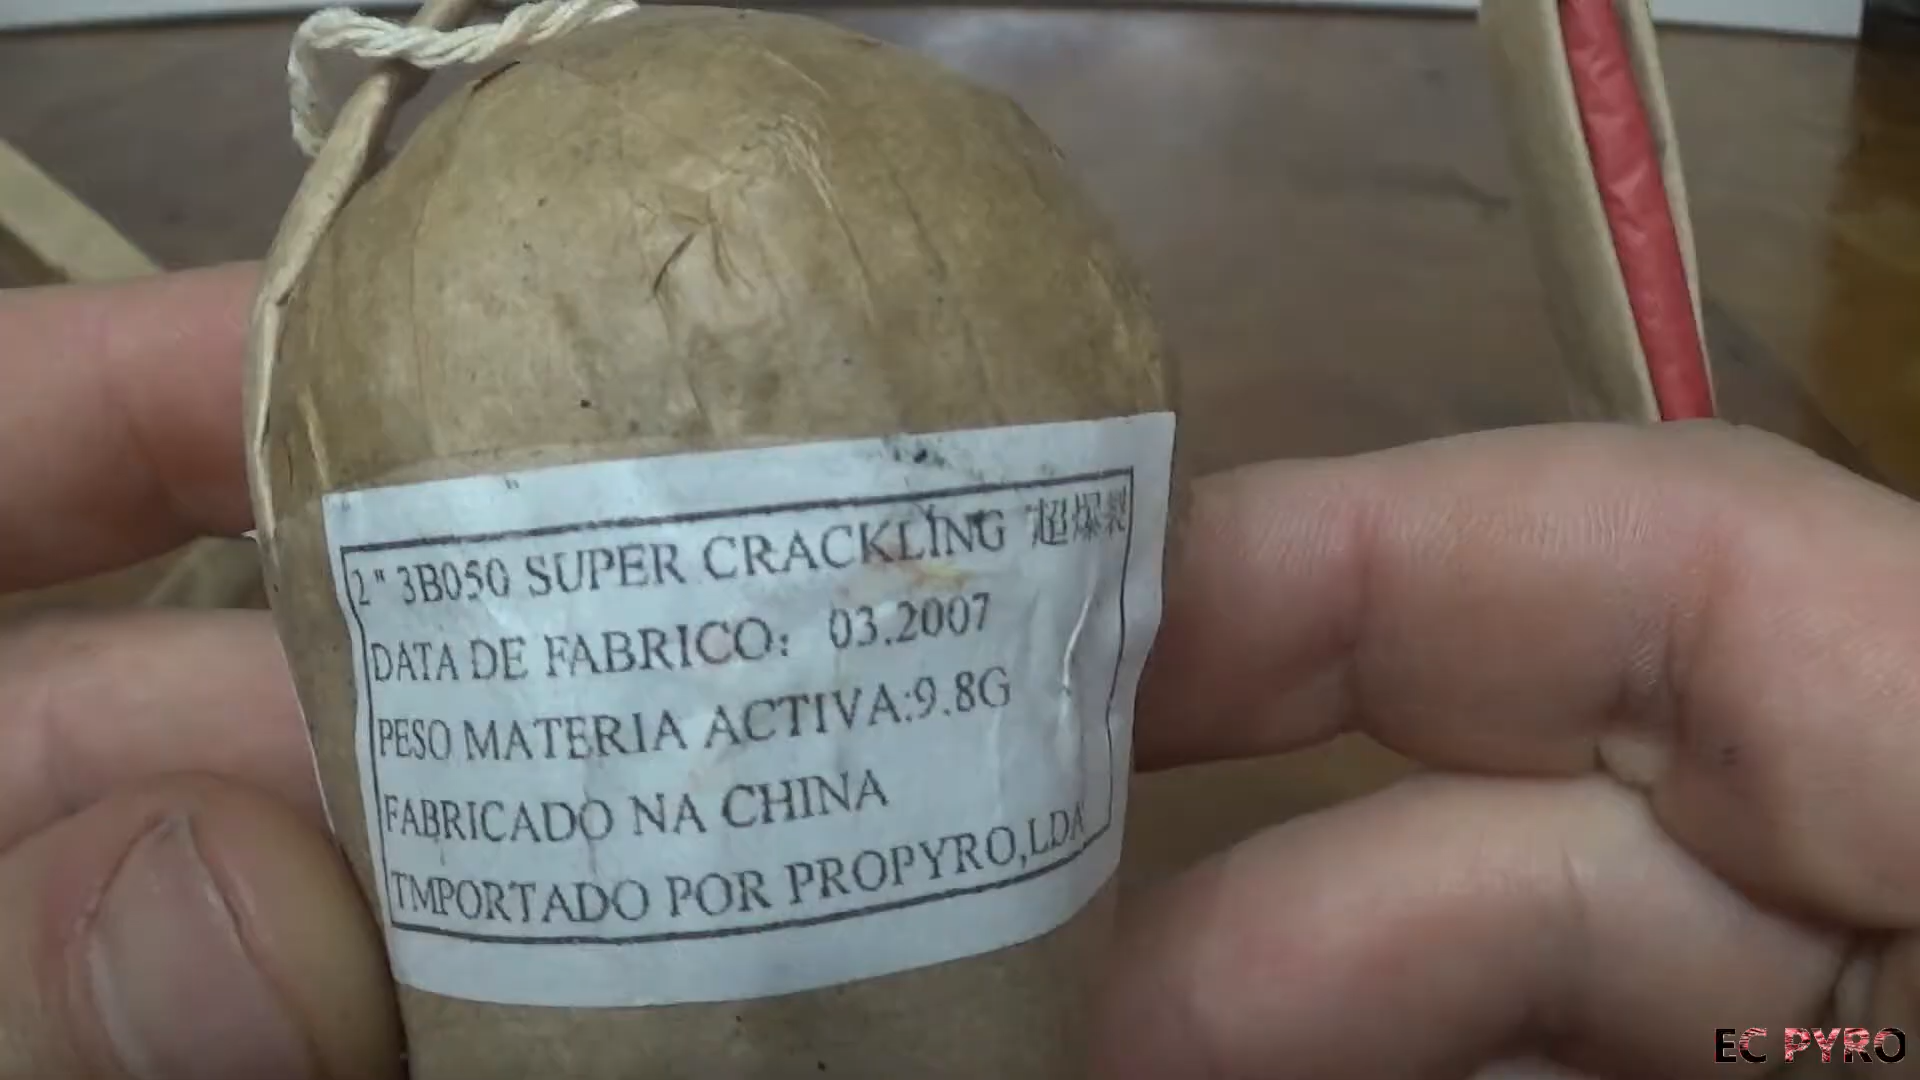 2" 3B050 SUPER CRACKLING 超爆裂
DATA DE FABRICO: 03.2007
PESO MATERIA ACTIVA:9.8G
FABRICADO NA CHINA
TMPORTADO POR PROPYRO,LDA
EC PYRO